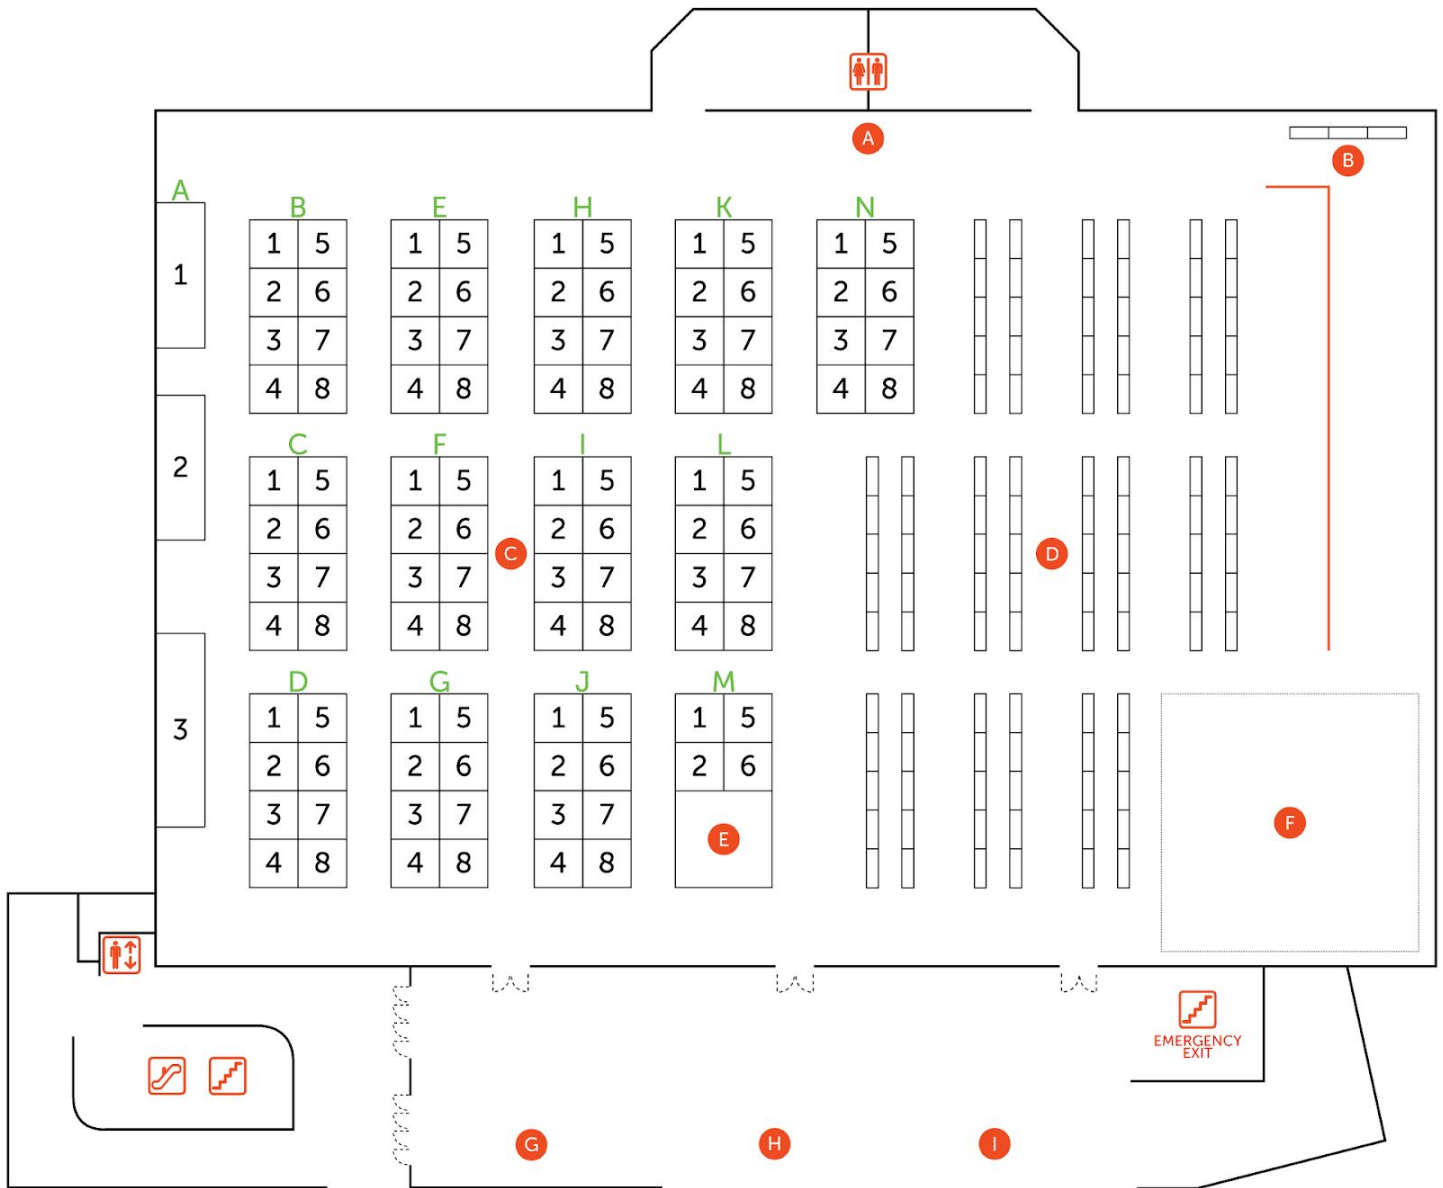 A
B
A
B E H K N
1 5 1 5 1 5 1 5 1 5
1
2 6 2 6 2 6 2 6 2 6
3 7 3 7 3 7 3 7 3 7
4 8 4 8 4 8 4 8 4 8
C F I L
2
1 5 1 5 1 5 1 5
2 6 2 6 2 6 2 6
C D
3 7 3 7 3 7 3 7
4 8 4 8 4 8 4 8
D G J M
1 5 1 5 1 5 1 5
3
2 6 2 6 2 6 2 6
3 7 3 7 3 7
E F
4 8 4 8 4 8
EMERGENCY
EXIT
G H I